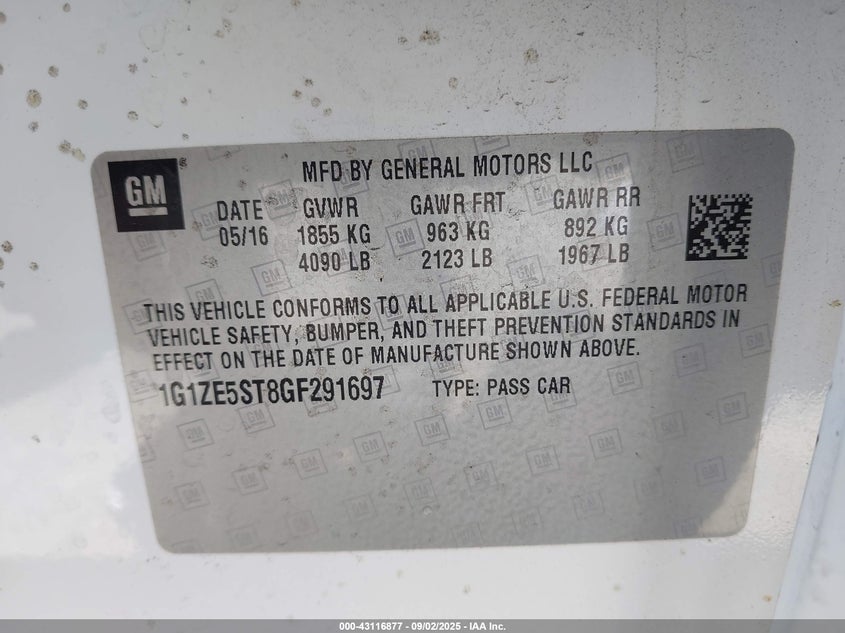 GM
MFD BY GENERAL MOTORS LLC
DATE GVWR GAWR FRT GAWR RR
05/16 1855 KG 963 KG 892 KG
4090 LB 2123 LB 1967 LB
THIS VEHICLE CONFORMS TO ALL APPLICABLE U.S. FEDERAL MOTOR
VEHICLE SAFETY, BUMPER, AND THEFT PREVENTION STANDARDS IN
EFFECT ON THE DATE OF MANUFACTURE SHOWN ABOVE.
1G1ZE5ST8GF291697 TYPE: PASS CAR
000-43116877 - 09/02/2025 - IAA Inc.